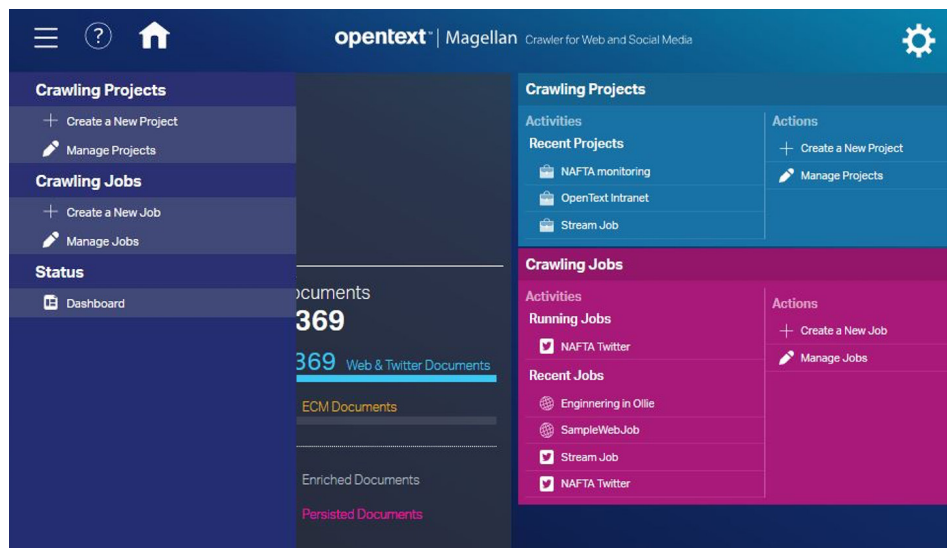 ?
opentext™ | Magellan Crawler for Web and Social Media
Crawling Projects
Create a New Project
Manage Projects
Crawling Jobs
Create a New Job
Manage Jobs
Status
Dashboard
ocuments
369
369 Web & Twitter Documents
ECM Documents
Enriched Documents
Persisted Documents
Crawling Projects
Activities
Recent Projects
NAFTA monitoring
OpenText Intranet
Stream Job
Actions
Create a New Project
Manage Projects
Crawling Jobs
Activities
Running Jobs
NAFTA Twitter
Recent Jobs
Enginnering in Ollie
SampleWebJob
Stream Job
NAFTA Twitter
Actions
Create a New Job
Manage Jobs